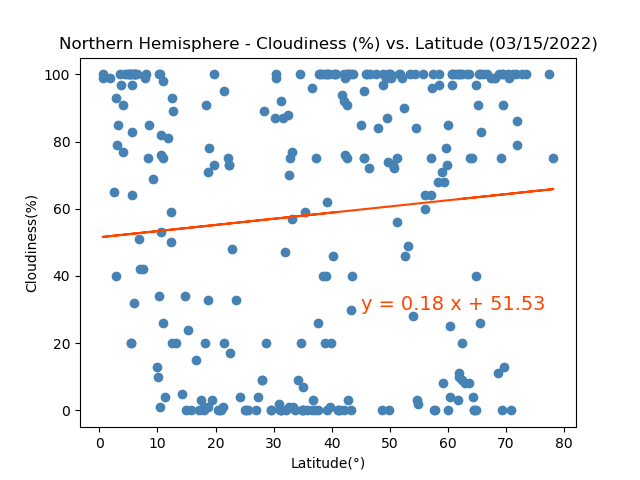 Northern Hemisphere - Cloudiness (%) vs. Latitude (03/15/2022)
100
80
60
40
20
0
Cloudiness(%)
y = 0.18 x + 51.53
0 10 20 30 40 50 60 70 80
Latitude(°)